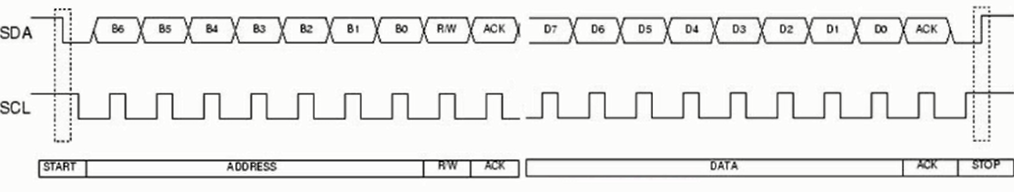 SDA B6 B5 B4 B3 B2 B1 B0 R/W ACK D7 D6 D5 D4 D3 D2 D1 D0 ACK
SCL
START ADDRESS R/W ACK DATA ACK STOP